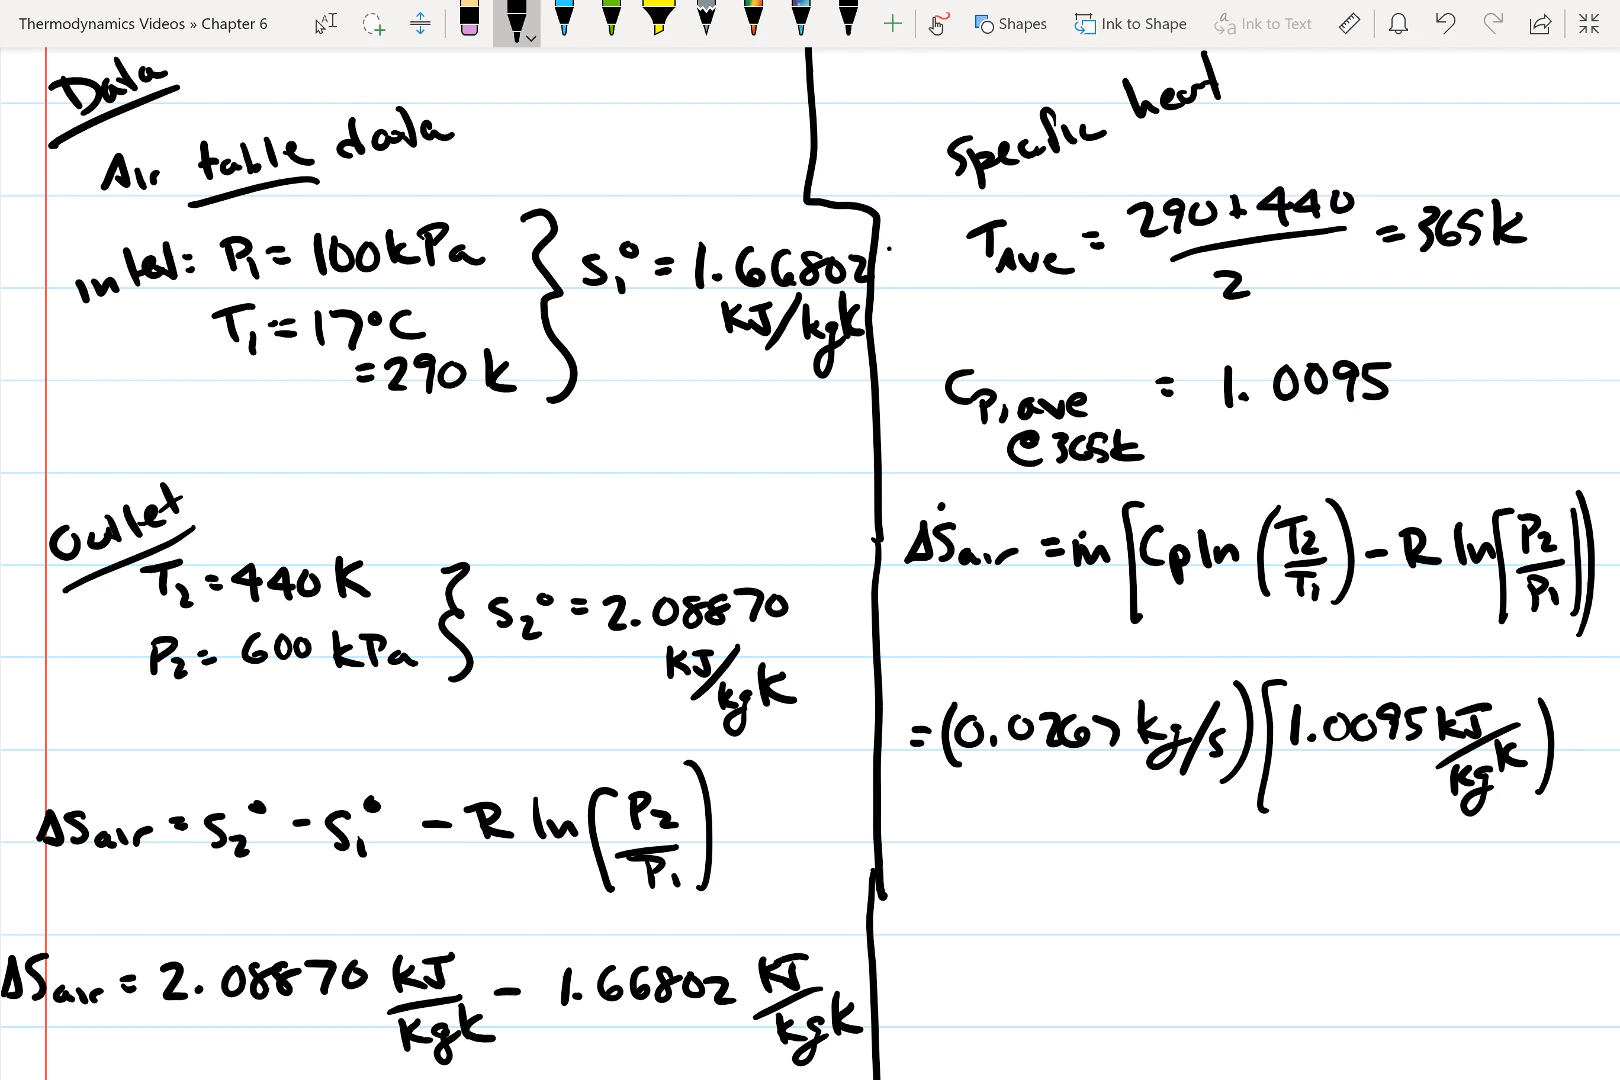 Thermodynamics Videos » Chapter 6
Shapes
Ink to Shape
Ink to Text
Data
Air table data
inlet: P₁ = 100 kPa
T₁ = 17°C
= 290 K
s₁° = 1.66802
KJ/kgK
Outlet
T₂ = 440 K
P₂ = 600 kPa
s₂° = 2.08870
KJ/kgK
ΔSair = s₂° - s₁° - R ln(P₂/P₁)
ΔSair = 2.08870 KJ/kgK - 1.66802 KJ/kgK
Specific heat
TAve = (290 + 440)/2 = 365 K
Cp,ave = 1.0095
@ 365K
ΔṠair = ṁ [Cp ln(T₂/T₁) - R ln[P₂/P₁])
= (0.0267 kg/s) [1.0095 kJ/kgK)